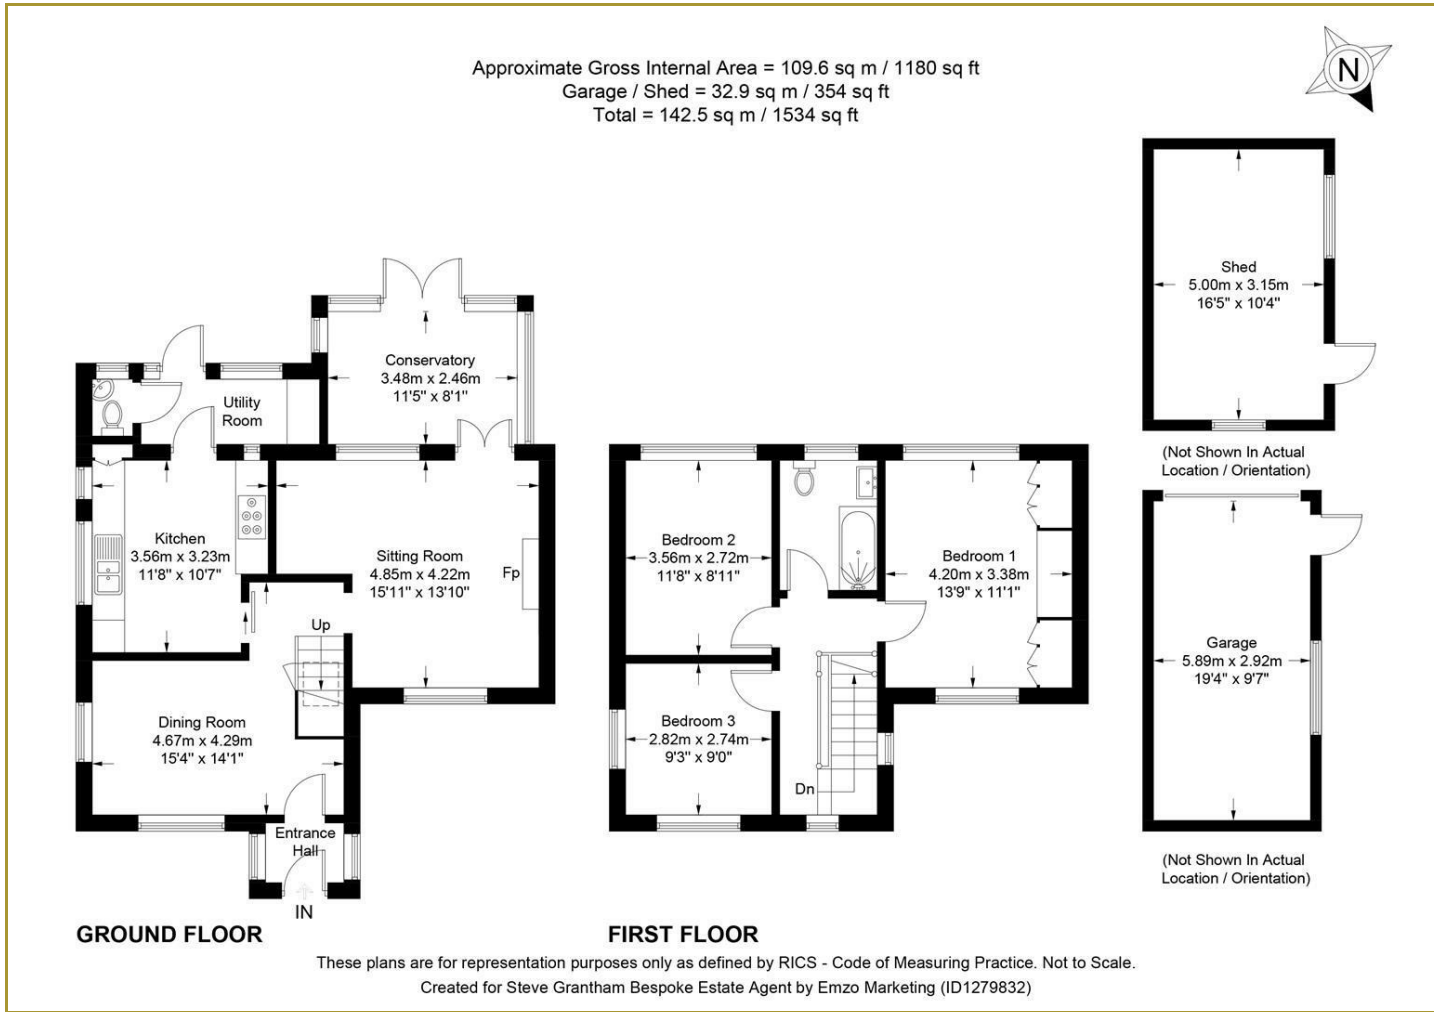 Approximate Gross Internal Area = 109.6 sq m / 1180 sq ft
Garage / Shed = 32.9 sq m / 354 sq ft
Total = 142.5 sq m / 1534 sq ft
N
Conservatory
3.48m x 2.46m
11'5" x 8'1"
Utility
Room
Kitchen
3.56m x 3.23m
11'8" x 10'7"
Sitting Room
4.85m x 4.22m
15'11" x 13'10"
Fp
Up
Dining Room
4.67m x 4.29m
15'4" x 14'1"
Entrance
Hall
IN
GROUND FLOOR
Bedroom 2
3.56m x 2.72m
11'8" x 8'11"
Bedroom 1
4.20m x 3.38m
13'9" x 11'1"
Bedroom 3
2.82m x 2.74m
9'3" x 9'0"
Dn
FIRST FLOOR
Shed
5.00m x 3.15m
16'5" x 10'4"
(Not Shown In Actual
Location / Orientation)
Garage
5.89m x 2.92m
19'4" x 9'7"
(Not Shown In Actual
Location / Orientation)
These plans are for representation purposes only as defined by RICS - Code of Measuring Practice. Not to Scale.
Created for Steve Grantham Bespoke Estate Agent by Emzo Marketing (ID1279832)